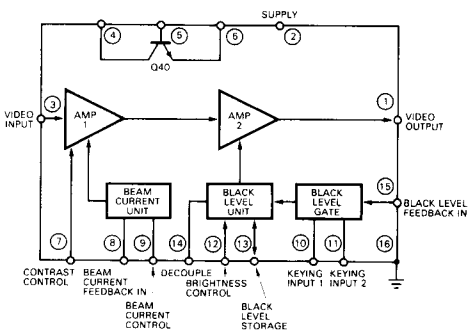 SUPPLY
4
5
6
2
Q40
3
1
VIDEO
INPUT
AMP
1
AMP
2
VIDEO
OUTPUT
15
BEAM
CURRENT
UNIT
BLACK
LEVEL
UNIT
BLACK
LEVEL
GATE
BLACK LEVEL
FEEDBACK IN
7
8
9
14
12
13
10
11
16
CONTRAST
CONTROL
BEAM
CURRENT
FEEDBACK IN
DECOUPLE
BRIGHTNESS
CONTROL
KEYING
INPUT 1
KEYING
INPUT 2
BEAM
CURRENT
CONTROL
BLACK
LEVEL
STORAGE